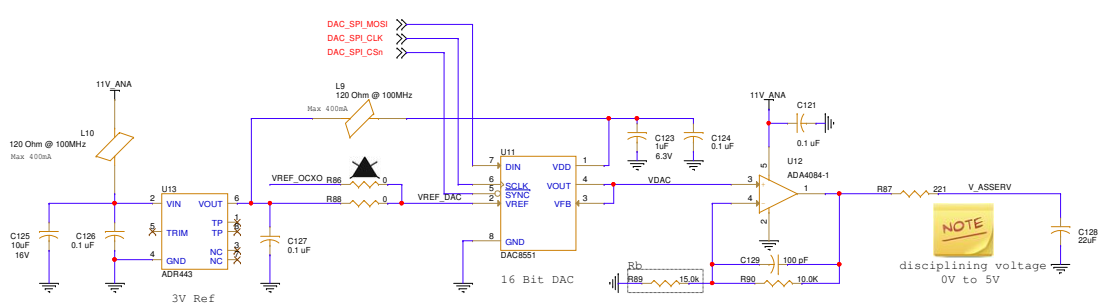 DAC_SPI_MOSI
DAC_SPI_CLK
DAC_SPI_CSn
11V_ANA
L10
120 Ohm @ 100MHz
Max 400mA
L9
120 Ohm @ 100MHz
Max 400mA
11V_ANA
C121
0.1 uF
C123
1uF
6.3V
C124
0.1 uF
U11
7 DIN VDD 1
6 SCLK VOUT 4
5 SYNC
2 VREF VFB 3
8 GND
DAC8551
16 Bit DAC
VREF_OCXO R86 0
R88 0 VREF_DAC
U13
2 VIN VOUT 6
TP 1
5 TRIM TP
NC 3
4 GND NC
ADR443
3V Ref
C125
10uF
16V
C126
0.1 uF
C127
0.1 uF
VDAC
U12
ADA4084-1
5
3
4
1
2
R87 221 V_ASSERV
NOTE
disciplining voltage
0V to 5V
C128
22uF
C129 100 pF
Rb
R89 15,0k
R90 10.0K